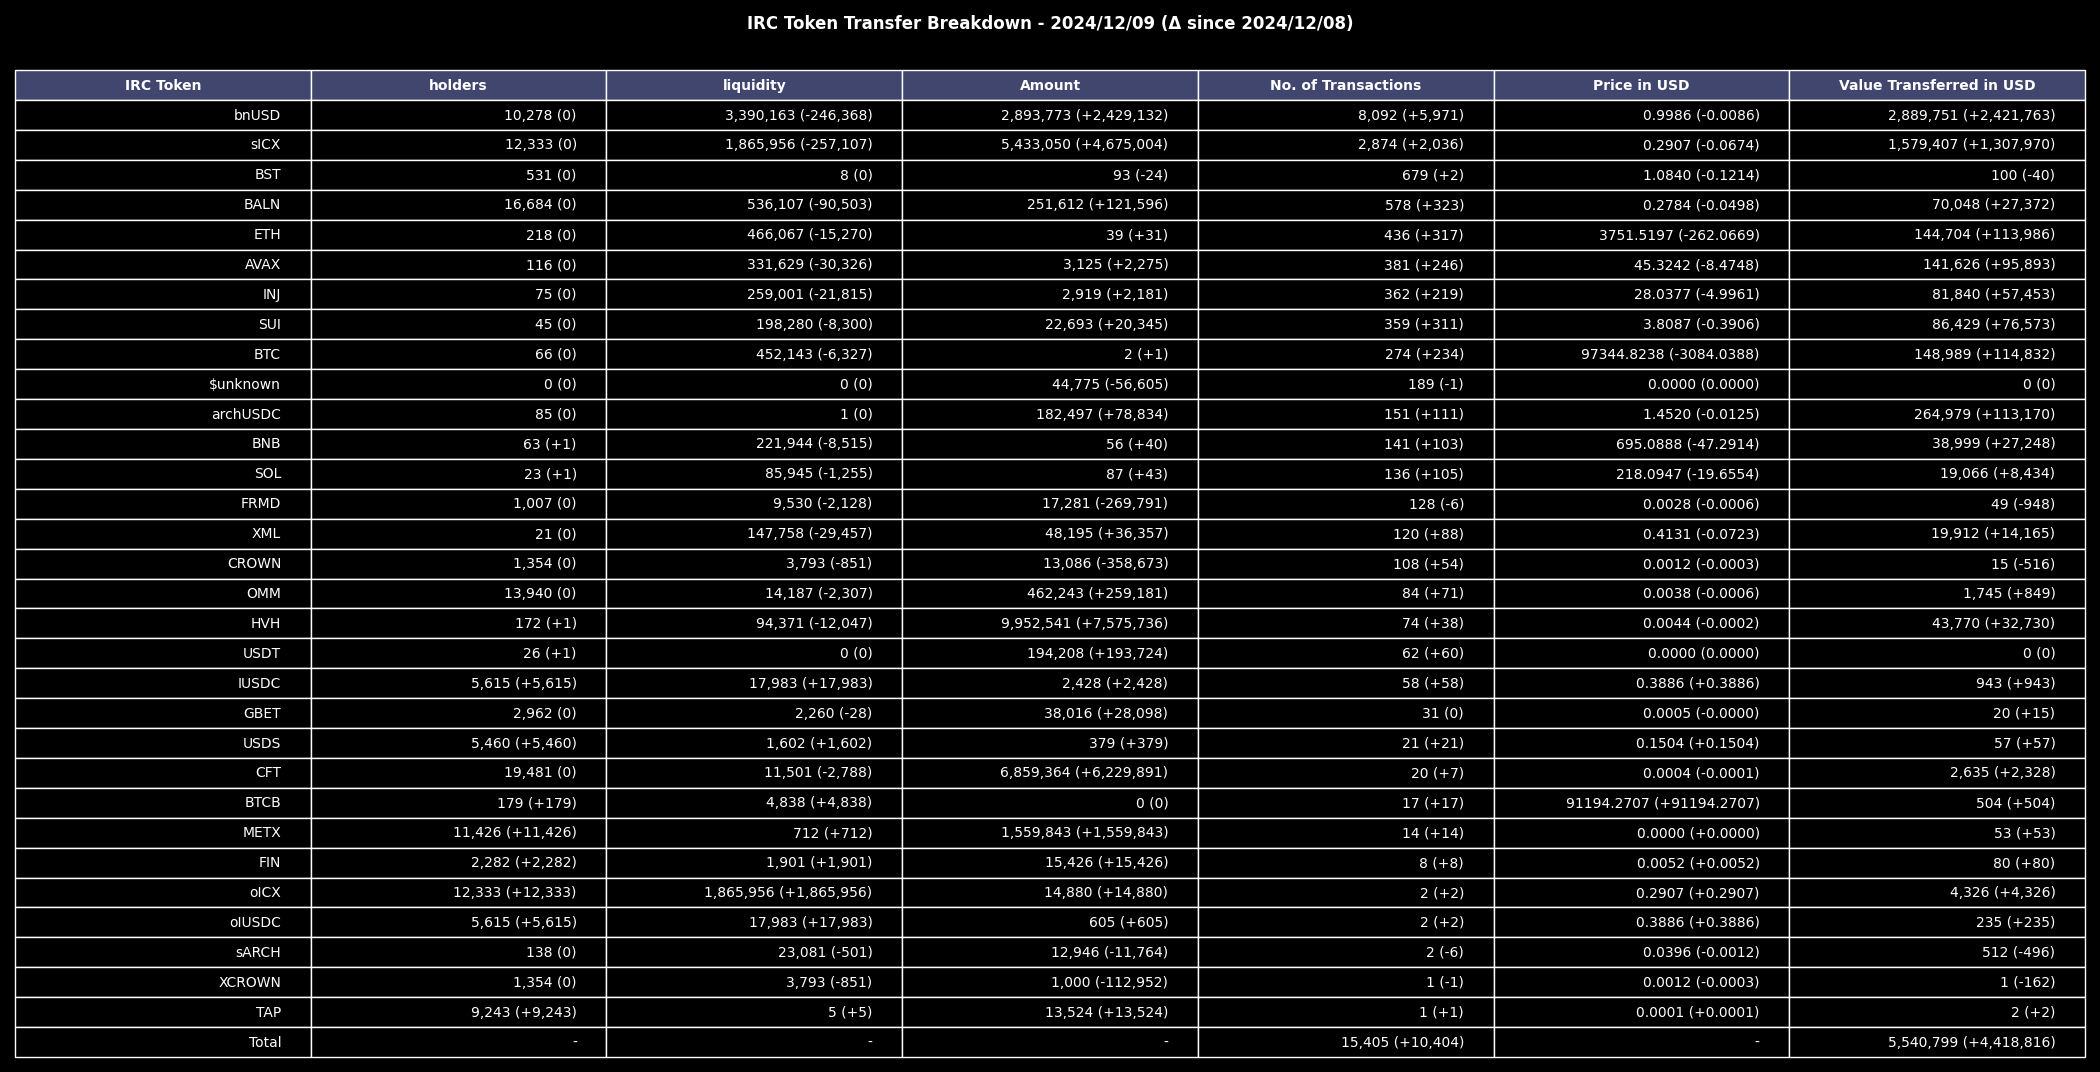 IRC Token Transfer Breakdown - 2024/12/09 (Δ since 2024/12/08)
IRC Token holders liquidity Amount No. of Transactions Price in USD Value Transferred in USD
bnUSD 10,278 (0) 3,390,163 (-246,368) 2,893,773 (+2,429,132) 8,092 (+5,971) 0.9986 (-0.0086) 2,889,751 (+2,421,763)
sICX 12,333 (0) 1,865,956 (-257,107) 5,433,050 (+4,675,004) 2,874 (+2,036) 0.2907 (-0.0674) 1,579,407 (+1,307,970)
BST 531 (0) 8 (0) 93 (-24) 679 (+2) 1.0840 (-0.1214) 100 (-40)
BALN 16,684 (0) 536,107 (-90,503) 251,612 (+121,596) 578 (+323) 0.2784 (-0.0498) 70,048 (+27,372)
ETH 218 (0) 466,067 (-15,270) 39 (+31) 436 (+317) 3751.5197 (-262.0669) 144,704 (+113,986)
AVAX 116 (0) 331,629 (-30,326) 3,125 (+2,275) 381 (+246) 45.3242 (-8.4748) 141,626 (+95,893)
INJ 75 (0) 259,001 (-21,815) 2,919 (+2,181) 362 (+219) 28.0377 (-4.9961) 81,840 (+57,453)
SUI 45 (0) 198,280 (-8,300) 22,693 (+20,345) 359 (+311) 3.8087 (-0.3906) 86,429 (+76,573)
BTC 66 (0) 452,143 (-6,327) 2 (+1) 274 (+234) 97344.8238 (-3084.0388) 148,989 (+114,832)
$unknown 0 (0) 0 (0) 44,775 (-56,605) 189 (-1) 0.0000 (0.0000) 0 (0)
archUSDC 85 (0) 1 (0) 182,497 (+78,834) 151 (+111) 1.4520 (-0.0125) 264,979 (+113,170)
BNB 63 (+1) 221,944 (-8,515) 56 (+40) 141 (+103) 695.0888 (-47.2914) 38,999 (+27,248)
SOL 23 (+1) 85,945 (-1,255) 87 (+43) 136 (+105) 218.0947 (-19.6554) 19,066 (+8,434)
FRMD 1,007 (0) 9,530 (-2,128) 17,281 (-269,791) 128 (-6) 0.0028 (-0.0006) 49 (-948)
XML 21 (0) 147,758 (-29,457) 48,195 (+36,357) 120 (+88) 0.4131 (-0.0723) 19,912 (+14,165)
CROWN 1,354 (0) 3,793 (-851) 13,086 (-358,673) 108 (+54) 0.0012 (-0.0003) 15 (-516)
OMM 13,940 (0) 14,187 (-2,307) 462,243 (+259,181) 84 (+71) 0.0038 (-0.0006) 1,745 (+849)
HVH 172 (+1) 94,371 (-12,047) 9,952,541 (+7,575,736) 74 (+38) 0.0044 (-0.0002) 43,770 (+32,730)
USDT 26 (+1) 0 (0) 194,208 (+193,724) 62 (+60) 0.0000 (0.0000) 0 (0)
IUSDC 5,615 (+5,615) 17,983 (+17,983) 2,428 (+2,428) 58 (+58) 0.3886 (+0.3886) 943 (+943)
GBET 2,962 (0) 2,260 (-28) 38,016 (+28,098) 31 (0) 0.0005 (-0.0000) 20 (+15)
USDS 5,460 (+5,460) 1,602 (+1,602) 379 (+379) 21 (+21) 0.1504 (+0.1504) 57 (+57)
CFT 19,481 (0) 11,501 (-2,788) 6,859,364 (+6,229,891) 20 (+7) 0.0004 (-0.0001) 2,635 (+2,328)
BTCB 179 (+179) 4,838 (+4,838) 0 (0) 17 (+17) 91194.2707 (+91194.2707) 504 (+504)
METX 11,426 (+11,426) 712 (+712) 1,559,843 (+1,559,843) 14 (+14) 0.0000 (+0.0000) 53 (+53)
FIN 2,282 (+2,282) 1,901 (+1,901) 15,426 (+15,426) 8 (+8) 0.0052 (+0.0052) 80 (+80)
oICX 12,333 (+12,333) 1,865,956 (+1,865,956) 14,880 (+14,880) 2 (+2) 0.2907 (+0.2907) 4,326 (+4,326)
oIUSDC 5,615 (+5,615) 17,983 (+17,983) 605 (+605) 2 (+2) 0.3886 (+0.3886) 235 (+235)
sARCH 138 (0) 23,081 (-501) 12,946 (-11,764) 2 (-6) 0.0396 (-0.0012) 512 (-496)
XCROWN 1,354 (0) 3,793 (-851) 1,000 (-112,952) 1 (-1) 0.0012 (-0.0003) 1 (-162)
TAP 9,243 (+9,243) 5 (+5) 13,524 (+13,524) 1 (+1) 0.0001 (+0.0001) 2 (+2)
Total - - - 15,405 (+10,404) - 5,540,799 (+4,418,816)